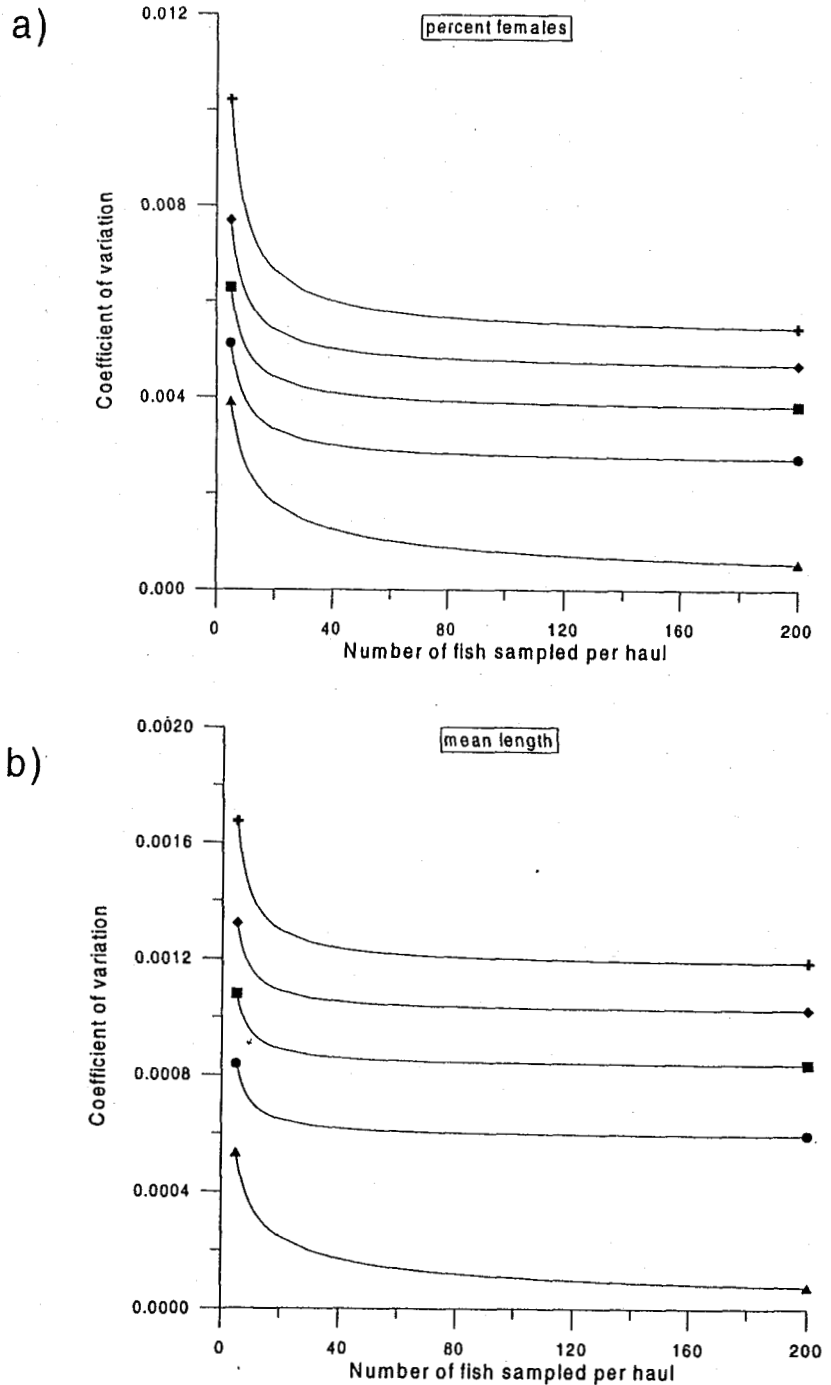 a)
percent females
0.012
0.008
0.004
0.000
Coefficient of variation
0 40 80 120 160 200
Number of fish sampled per haul
b)
mean length
0.0020
0.0016
0.0012
0.0008
0.0004
0.0000
Coefficient of variation
0 40 80 120 160 200
Number of fish sampled per haul